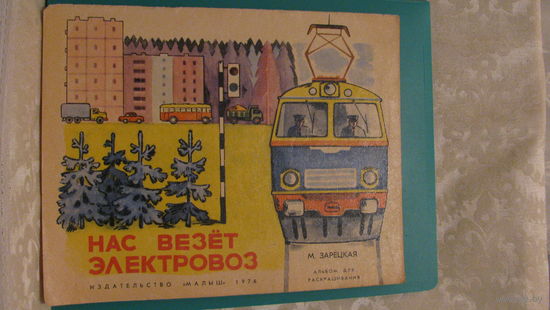 НАС ВЕЗЁТ
ЭЛЕКТРОВОЗ
М. ЗАРЕЦКАЯ
АЛЬБОМ ДЛЯ
РАСКРАШИВАНИЯ
ИЗДАТЕЛЬСТВО «МАЛЫШ» 1976